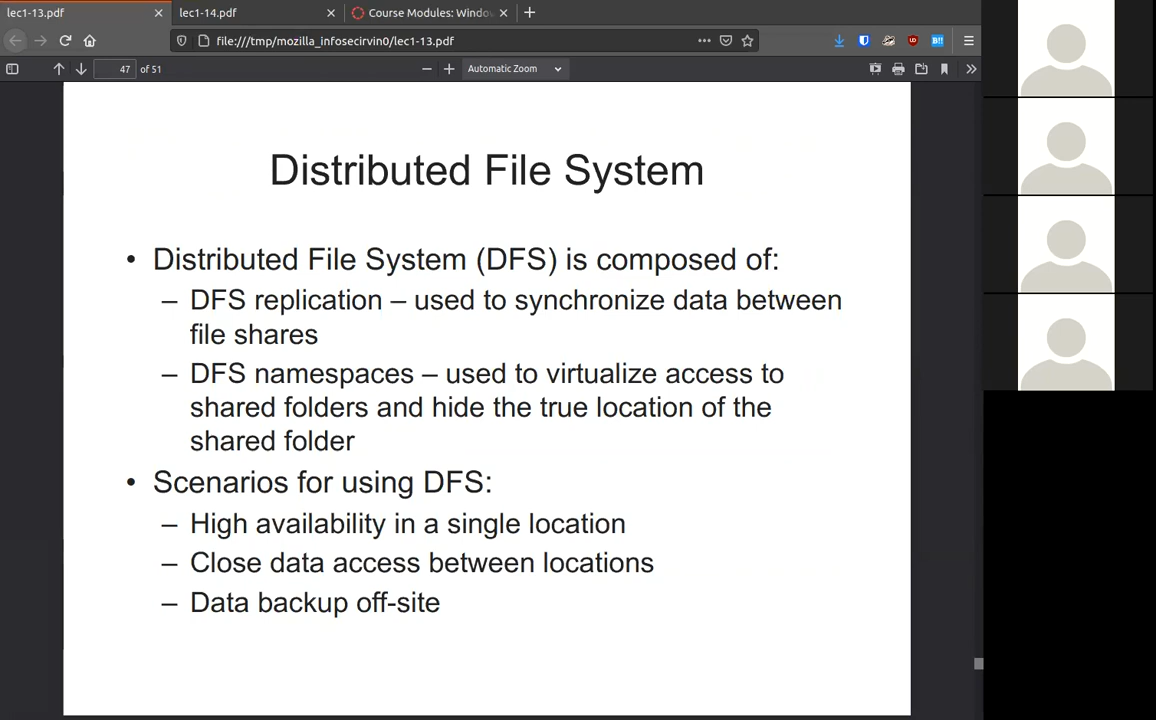 lec1-13.pdf
lec1-14.pdf
Course Modules: Windo
file:///tmp/mozilla_infosecirvin0/lec1-13.pdf
47 of 51
Automatic Zoom
Distributed File System
• Distributed File System (DFS) is composed of:
– DFS replication – used to synchronize data between
file shares
– DFS namespaces – used to virtualize access to
shared folders and hide the true location of the
shared folder
• Scenarios for using DFS:
– High availability in a single location
– Close data access between locations
– Data backup off-site